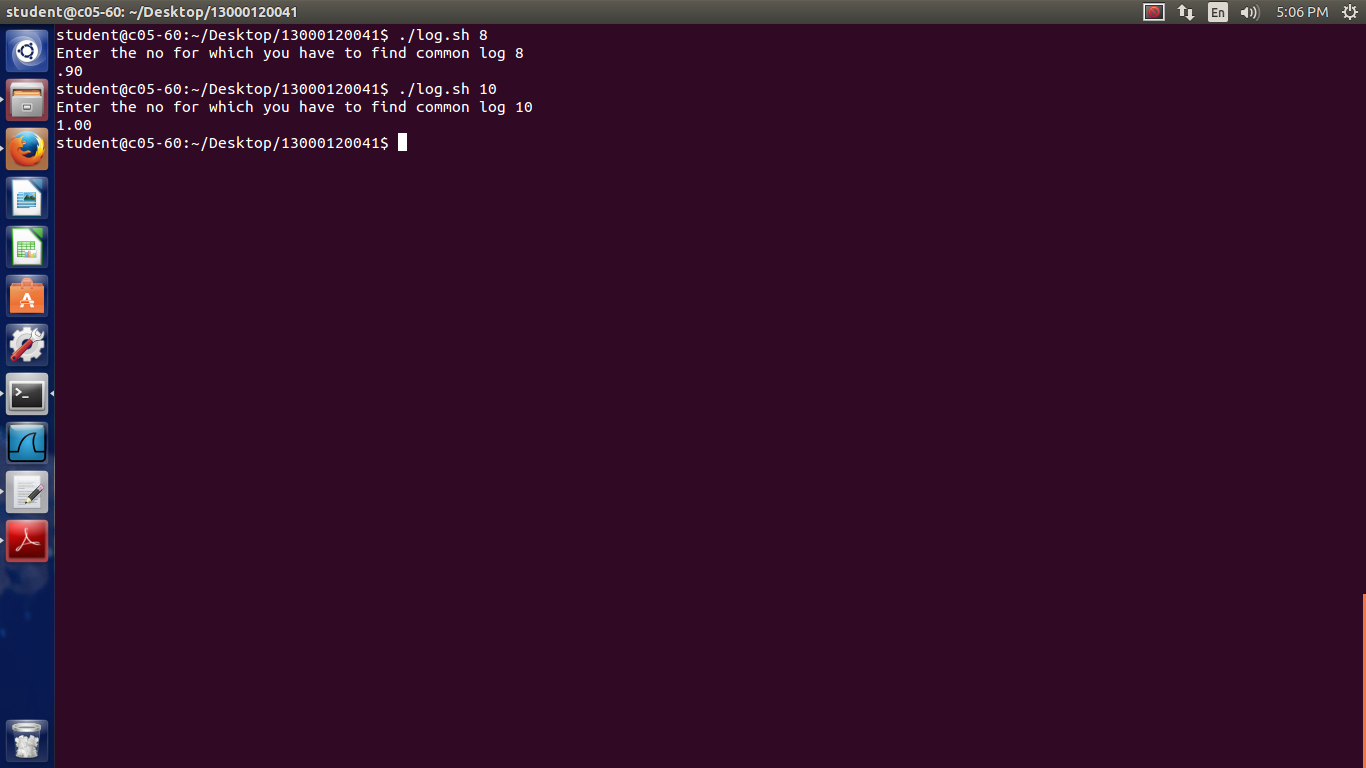 student@c05-60: ~/Desktop/13000120041
En
5:06 PM
student@c05-60:~/Desktop/13000120041$ ./log.sh 8
Enter the no for which you have to find common log 8
.90
student@c05-60:~/Desktop/13000120041$ ./log.sh 10
Enter the no for which you have to find common log 10
1.00
student@c05-60:~/Desktop/13000120041$